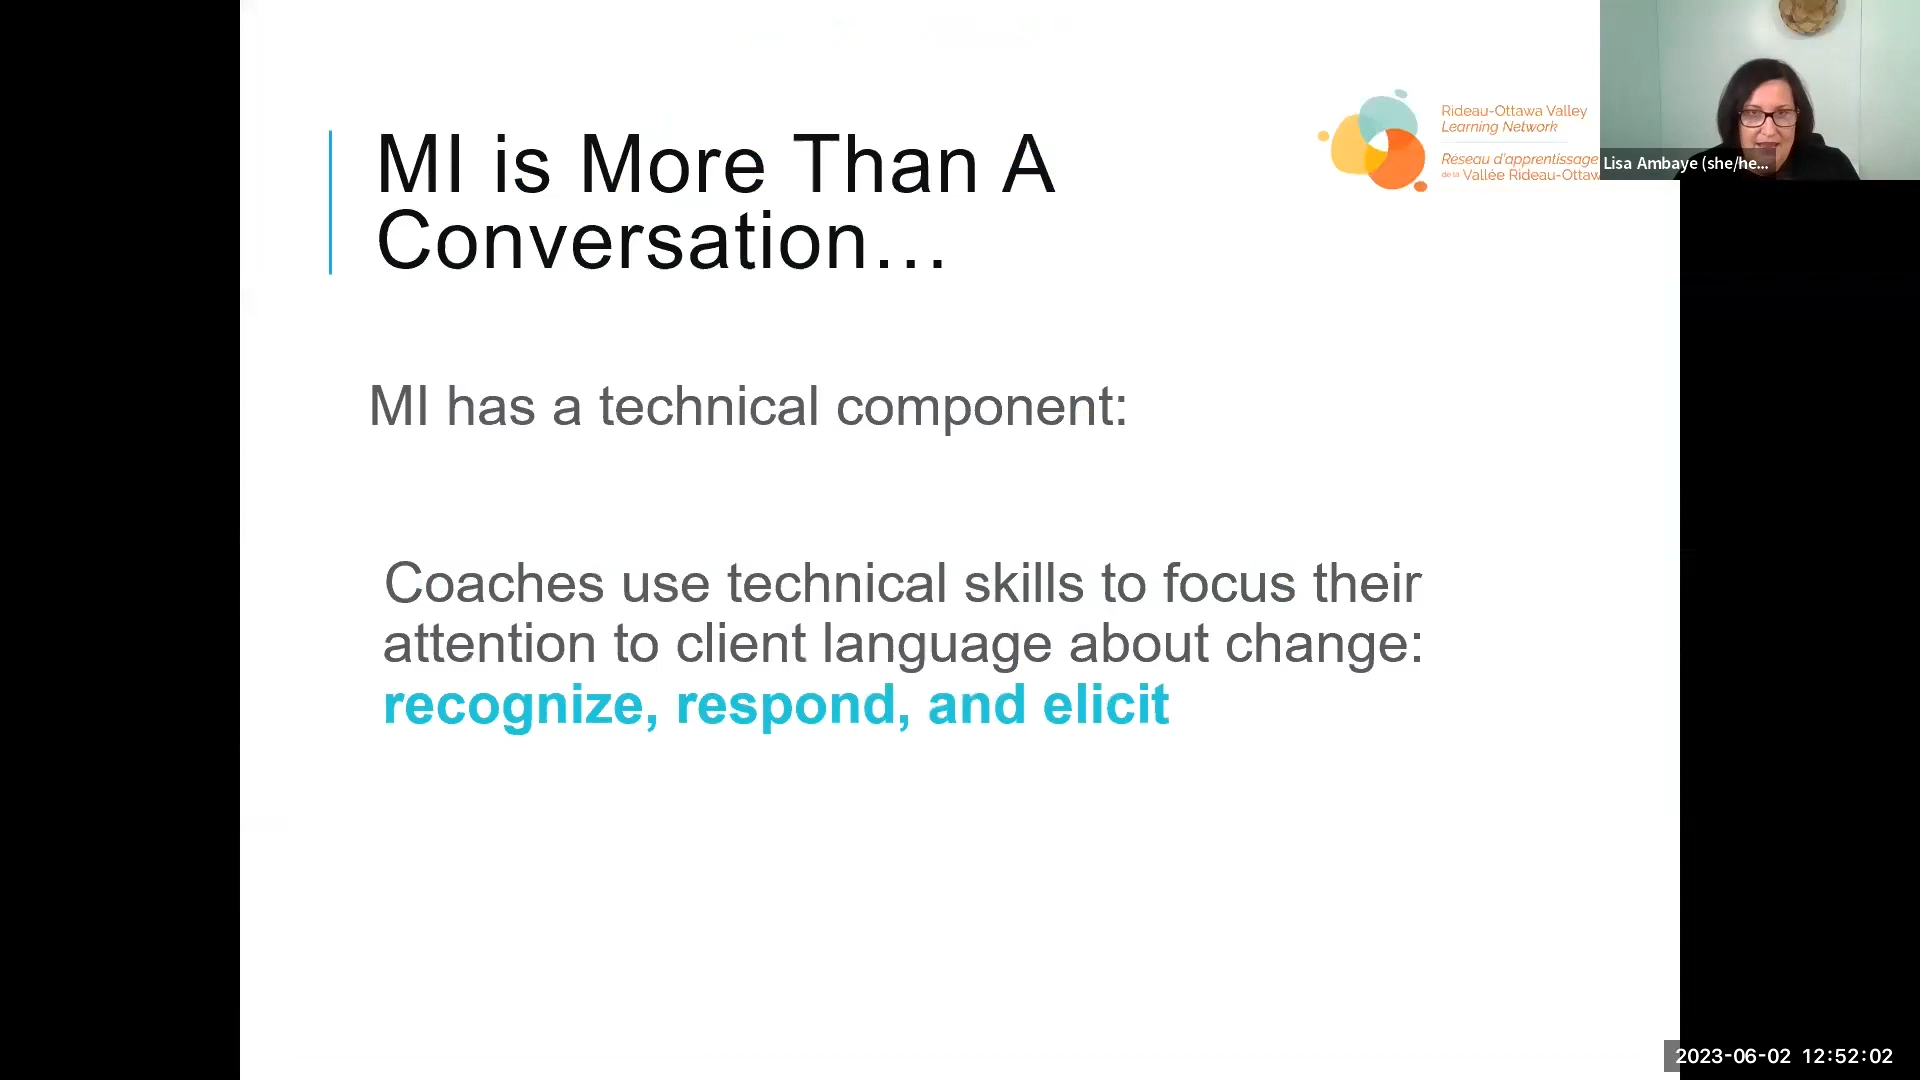 MI is More Than A
Conversation...
Rideau-Ottawa Valley
Learning Network
Réseau d'apprentissage
de la Vallée Rideau-Ottaw
Lisa Ambaye (she/he...
MI has a technical component:
Coaches use technical skills to focus their
attention to client language about change:
recognize, respond, and elicit
2023-06-02 12:52:02